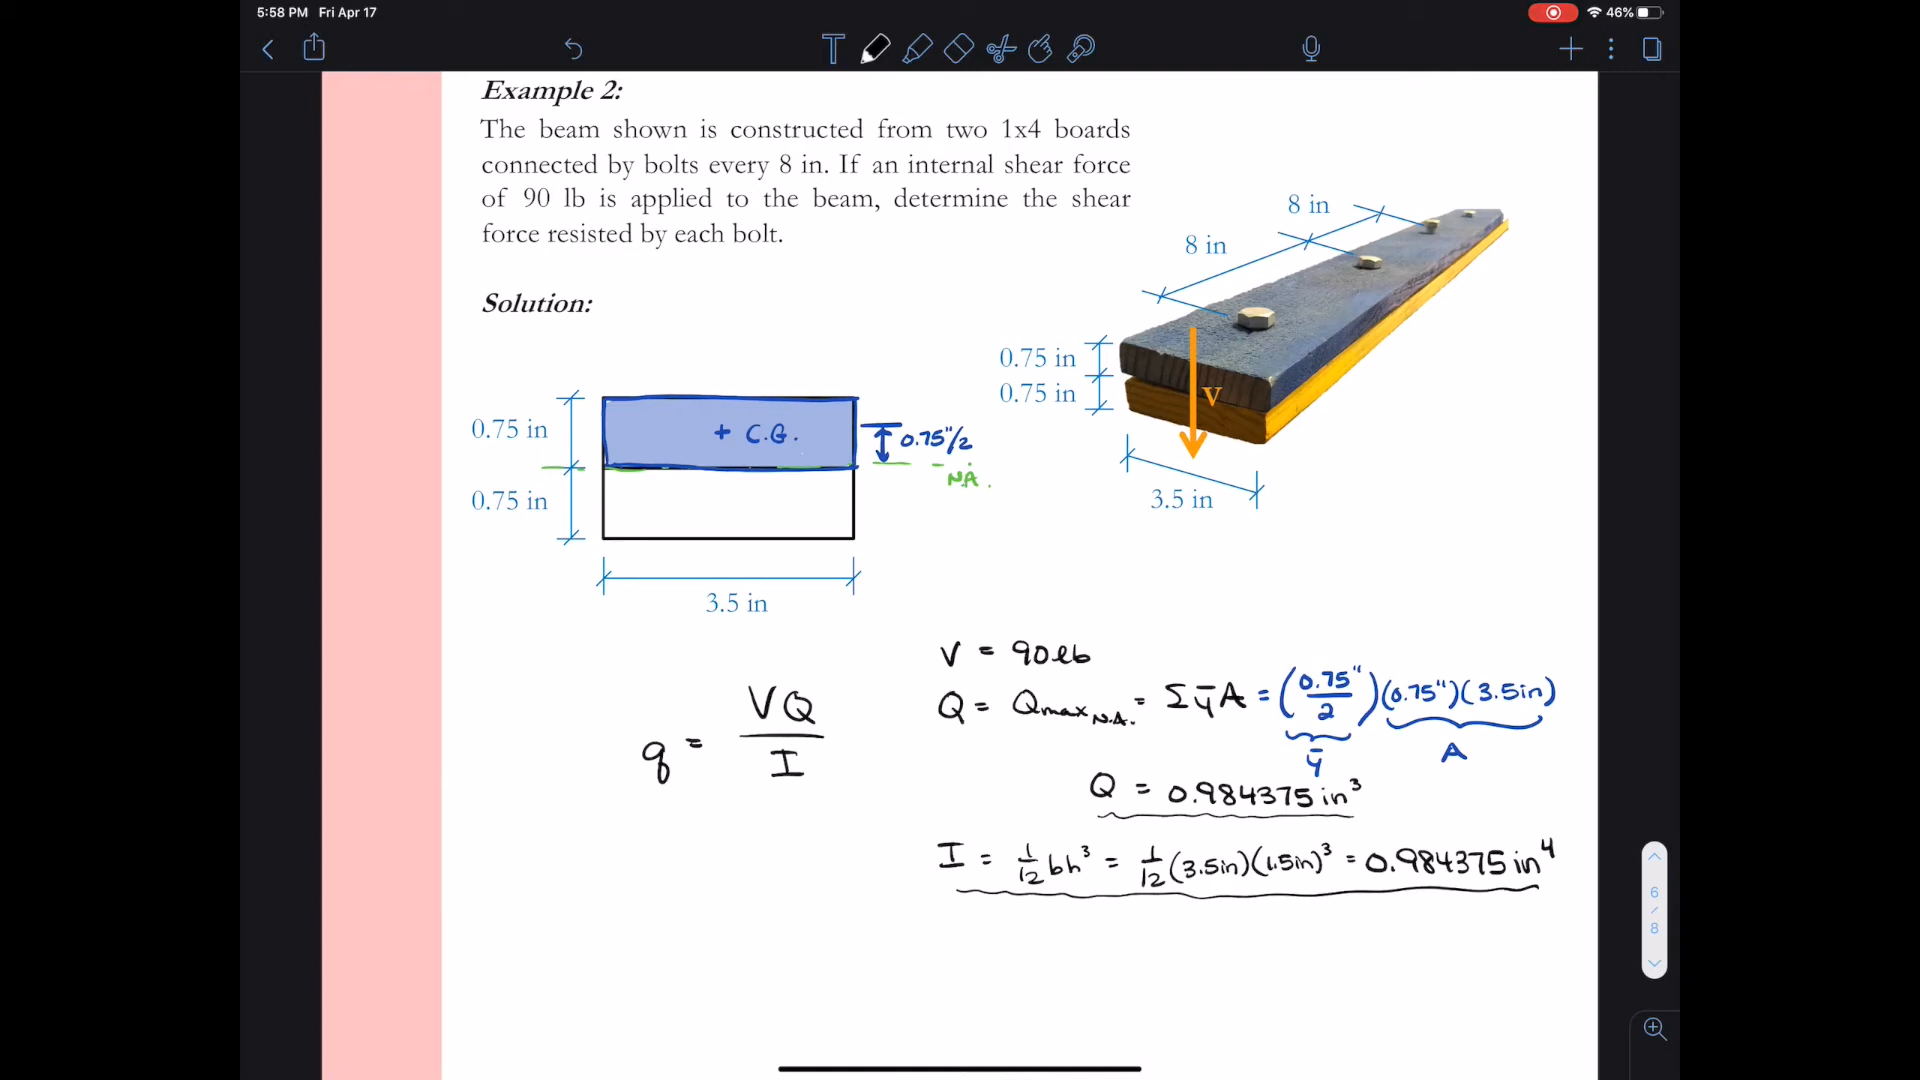 5:58 PM Fri Apr 17
46%
Example 2:
The beam shown is constructed from two 1x4 boards
connected by bolts every 8 in. If an internal shear force
of 90 lb is applied to the beam, determine the shear
force resisted by each bolt.
Solution:
8 in
8 in
0.75 in
0.75 in
V
3.5 in
0.75 in
0.75 in
+ C.G.
0.75"/2
N.A.
3.5 in
V = 90 lb
Q = Qmax N.A. = Σ ȳ A = (0.75"/2)(0.75")(3.5in)
ȳ A
q = VQ/I
Q = 0.984375 in³
I = 1/12 bh³ = 1/12 (3.5in)(1.5in)³ = 0.984375 in⁴
6
/
8